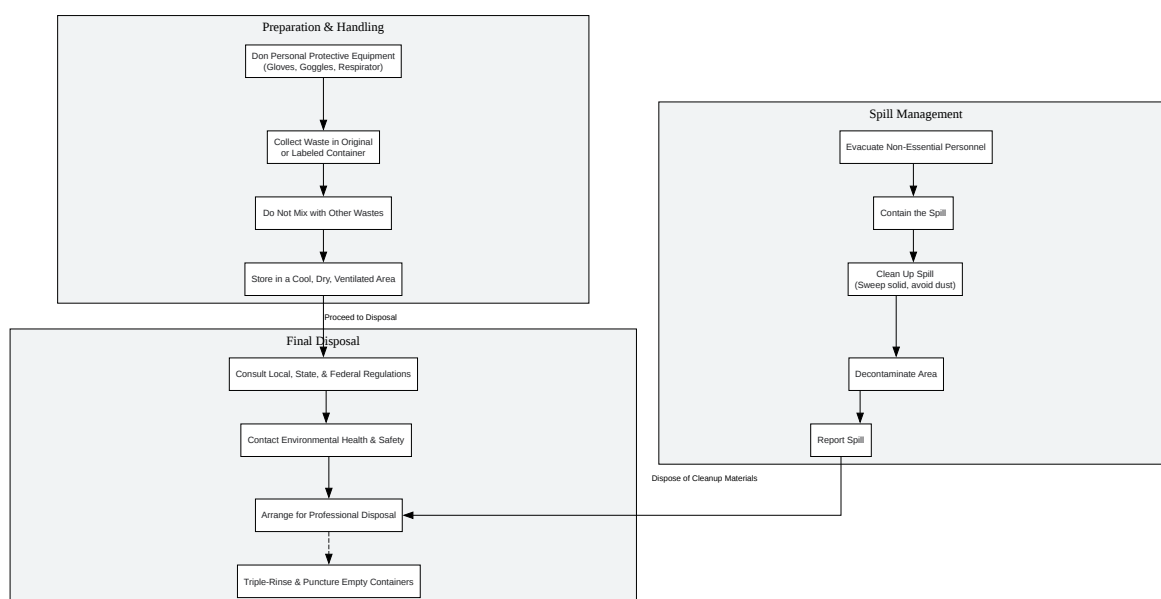 Preparation & Handling
Don Personal Protective Equipment
(Gloves, Goggles, Respirator)
Collect Waste in Original
or Labeled Container
Do Not Mix with Other Wastes
Store in a Cool, Dry, Ventilated Area
Proceed to Disposal
Final Disposal
Consult Local, State, & Federal Regulations
Contact Environmental Health & Safety
Arrange for Professional Disposal
Triple-Rinse & Puncture Empty Containers
Spill Management
Evacuate Non-Essential Personnel
Contain the Spill
Clean Up Spill
(Sweep solid, avoid dust)
Decontaminate Area
Report Spill
Dispose of Cleanup Materials